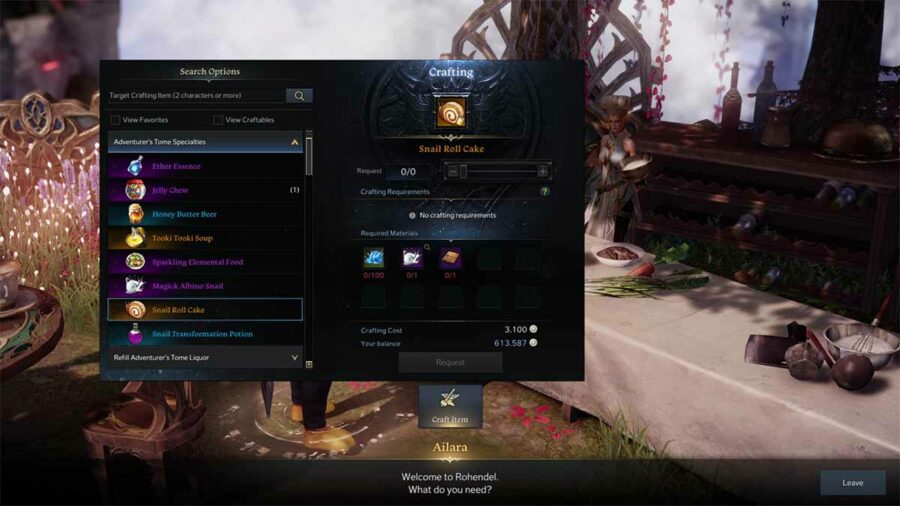 Search Options
Target Crafting Item (2 characters or more)
View Favorites
View Craftables
Adventurer's Tome Specialties
Ether Essence
Jelly Chew (1)
Honey Butter Beer
Tooki Tooki Soup
Sparkling Elemental Food
Magick Albino Snail
Snail Roll Cake
Snail Transformation Potion
Refill Adventurer's Tome Liquor
Crafting
Snail Roll Cake
Request 0/0
Crafting Requirements ?
No crafting requirements
Required Materials
0/100 0/1 0/1
Crafting Cost 3,100
Your balance 613,587
Request
Craft Item
Ailara
Welcome to Rohendel.
What do you need?
Leave